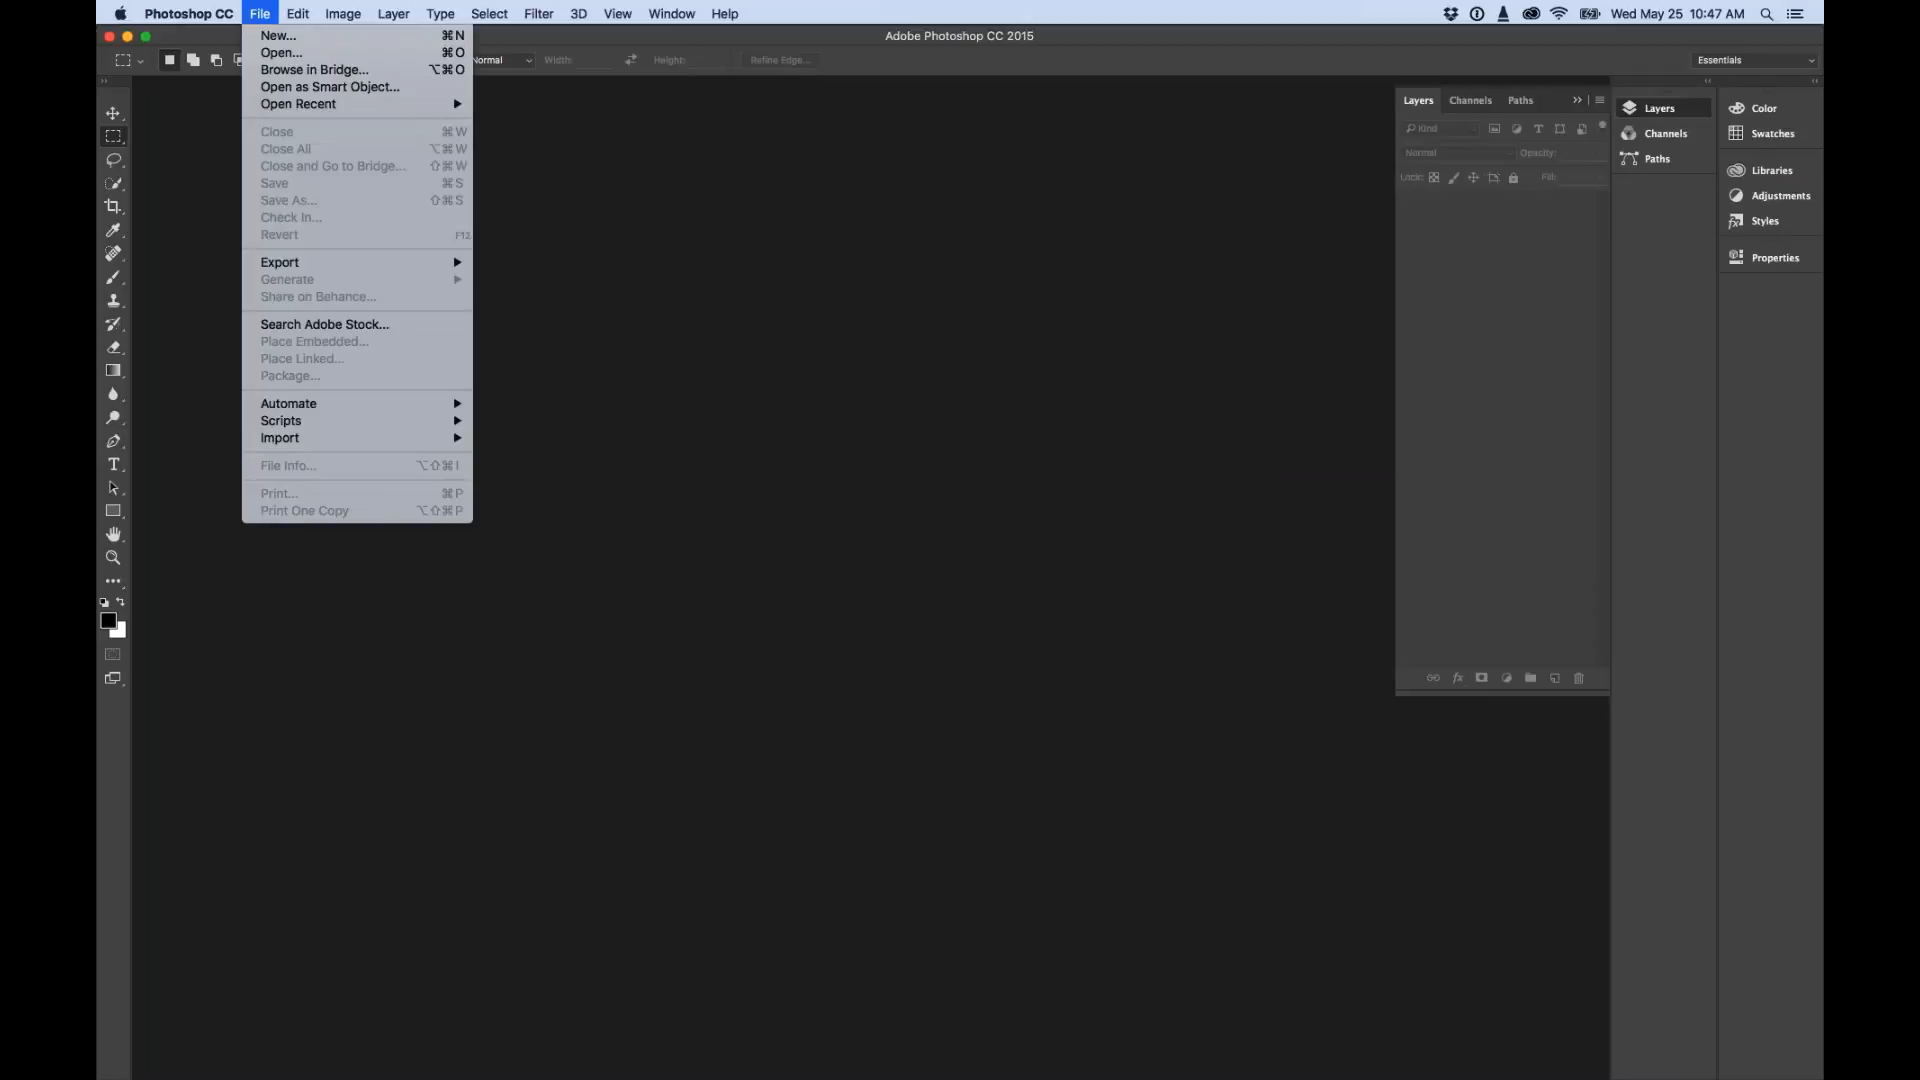 Photoshop CC File Edit Image Layer Type Select Filter 3D View Window Help Wed May 25 10:47 AM
Adobe Photoshop CC 2015
Normal Width: Height: Refine Edge... Essentials
New... ⌘N
Open... ⌘O
Browse in Bridge... ⌥⌘O
Open as Smart Object...
Open Recent
Close ⌘W
Close All ⌥⌘W
Close and Go to Bridge... ⇧⌘W
Save ⌘S
Save As... ⇧⌘S
Check In...
Revert F12
Export
Generate
Share on Behance...
Search Adobe Stock...
Place Embedded...
Place Linked...
Package...
Automate
Scripts
Import
File Info... ⌥⇧⌘I
Print... ⌘P
Print One Copy ⌥⇧⌘P
Layers Channels Paths
Kind
Normal Opacity:
Lock: Fill:
Layers
Channels
Paths
Color
Swatches
Libraries
Adjustments
Styles
Properties